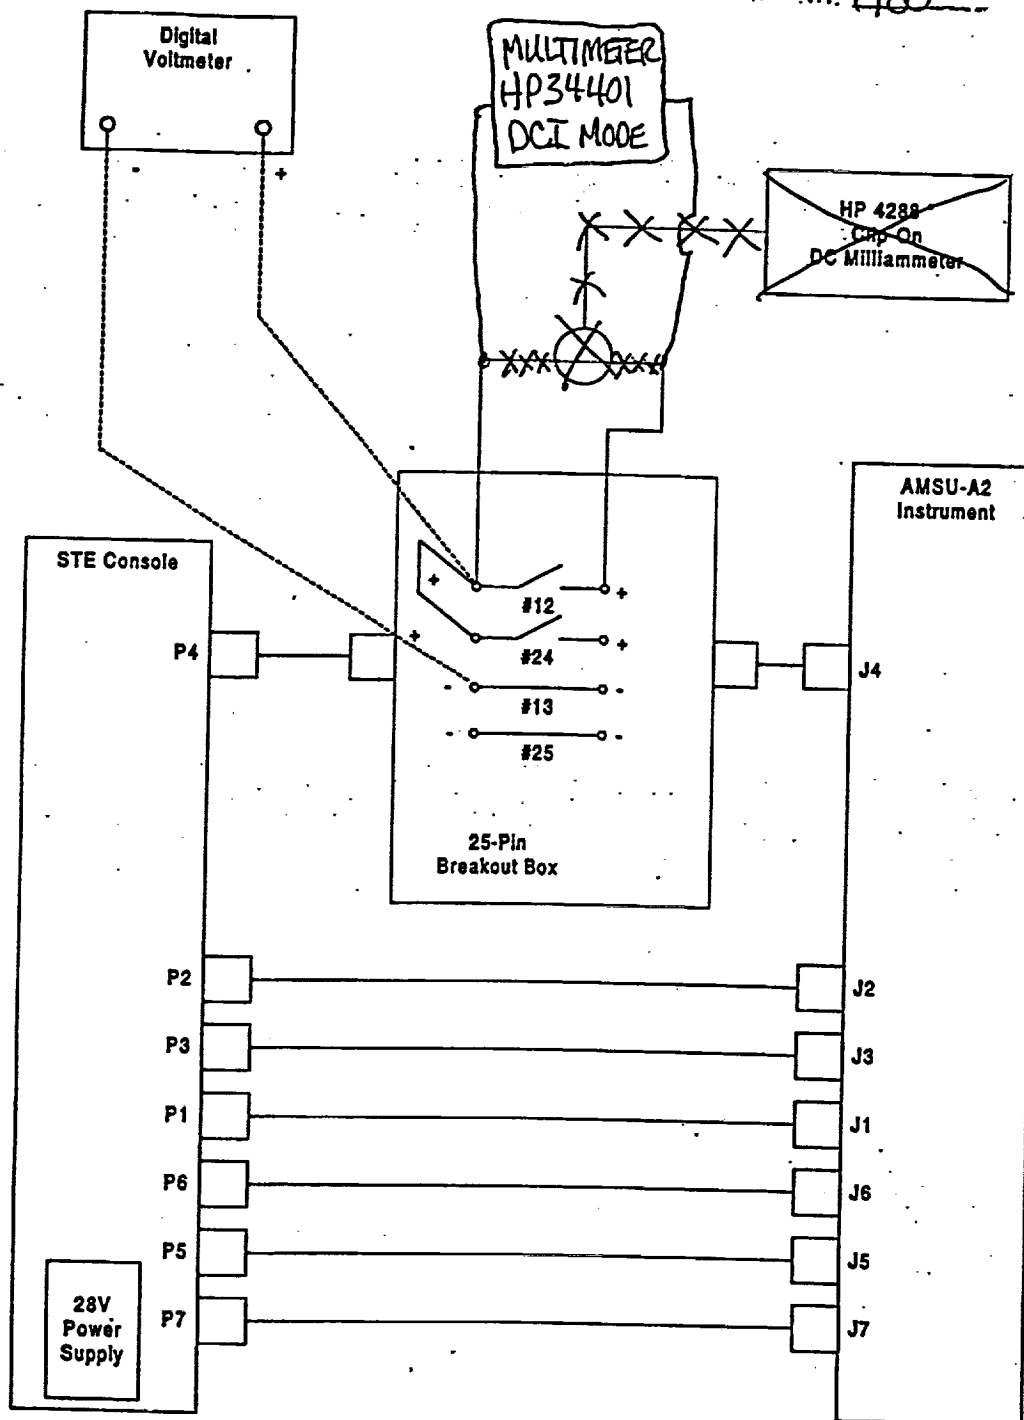 Digital
Voltmeter
-
+
MULTIMETER
HP34401
DCI MODE
HP 4288
Clip On
DC Milliammeter
AMSU-A2
Instrument
STE Console
+
#12
+
+
#24
+
-
#13
-
-
#25
-
P4
J4
25-Pin
Breakout Box
P2
J2
P3
J3
P1
J1
P6
J6
P5
J5
P7
J7
28V
Power
Supply